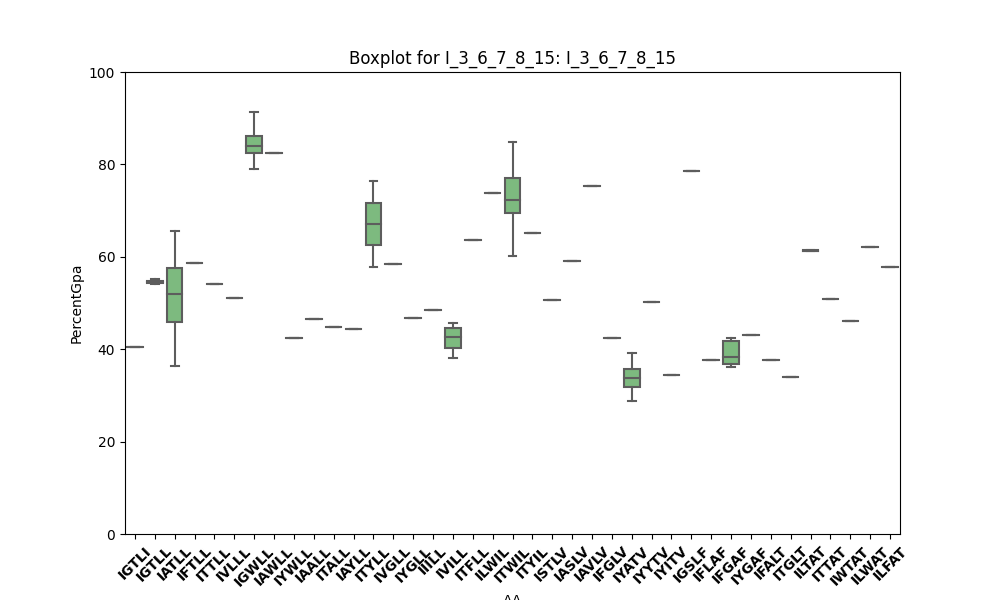 Boxplot for I_3_6_7_8_15: I_3_6_7_8_15
100
80
60
40
20
0
PercentGpa
IGTLI
IGTLL
IATLL
IFTLL
ITTLL
IVLLL
IGWLL
IAWLL
IYWLL
IAALL
ITALL
IAYLL
ITYLL
IVGLL
IYGLL
IIILL
IVILL
ITFLL
ILWIL
ITWIL
ITYIL
ISTLV
IASLV
IAVLV
IFGLV
IYATV
IYYTV
IYITV
IGSLF
IFLAF
IFGAF
IYGAF
IFALT
ITGLT
ILTAT
ITTAT
IWTAT
ILWAT
ILFAT
AA